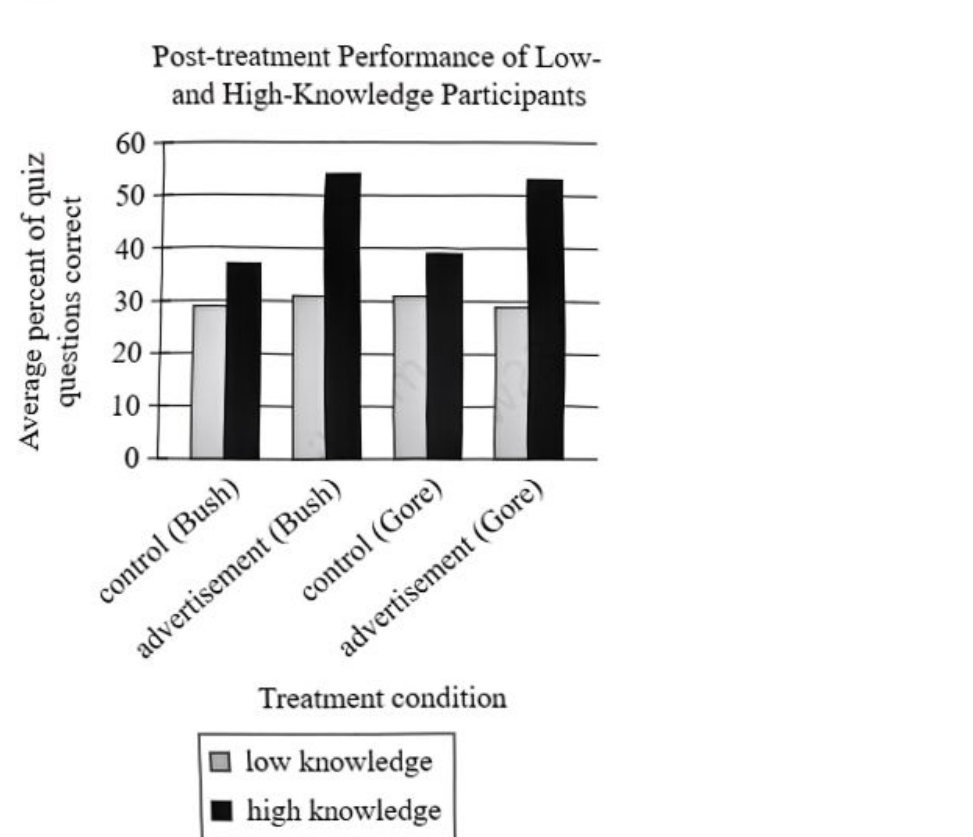 Post-treatment Performance of Low-
and High-Knowledge Participants
Average percent of quiz
questions correct
60
50
40
30
20
10
0
control (Bush)
advertisement (Bush)
control (Gore)
advertisement (Gore)
Treatment condition
low knowledge
high knowledge